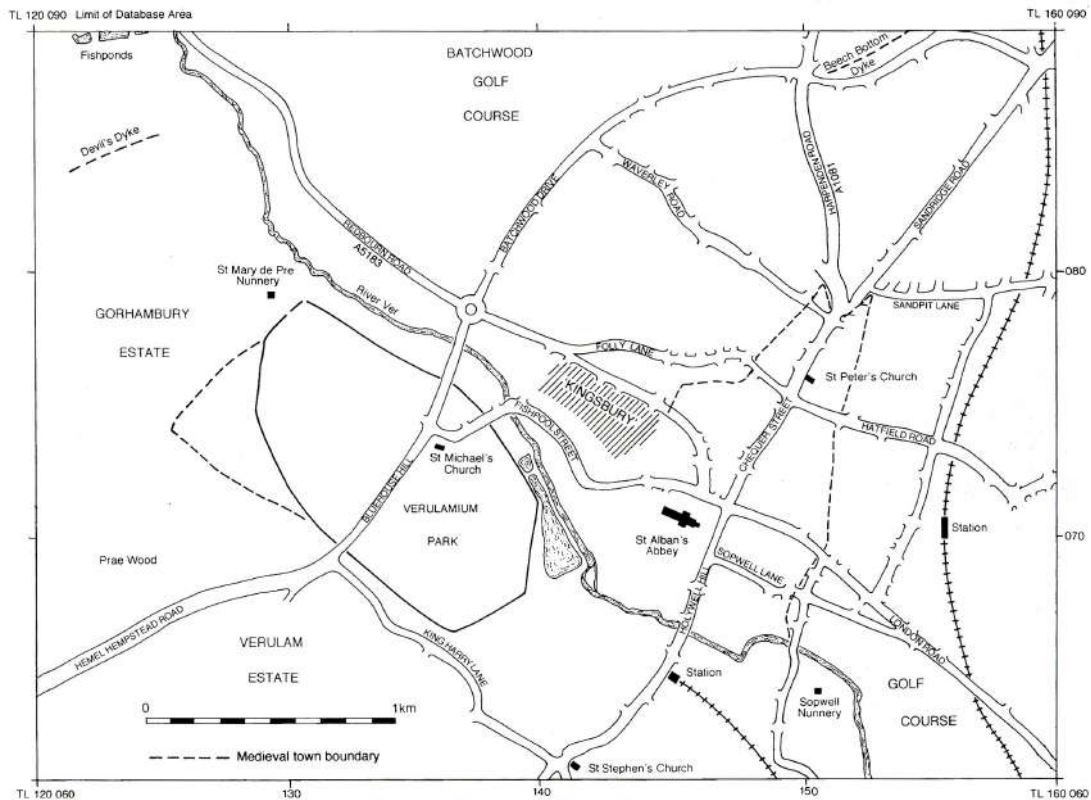 TL 120 090 Limit of Database Area
TL 160 090
Fishponds
BATCHWOOD
GOLF
COURSE
Beech Bottom
Dyke
Devil's Dyke
WAVERLEY ROAD
HARPENDEN ROAD
A1081
SANDRIDGE ROAD
BATCHWOOD DRIVE
REDBOURN ROAD
A5183
St Mary de Pre
Nunnery
River Ver
080
SANDPIT LANE
GORHAMBURY
ESTATE
FOLLY LANE
St Peter's Church
KINGSBURY
FISHPOOL STREET
CHEQUER STREET
HATFIELD ROAD
St Michael's
Church
BLUEHOUSE HILL
VERULAMIUM
PARK
St Alban's
Abbey
Station
070
Prae Wood
SOPWELL LANE
HOLYWELL HILL
LONDON ROAD
HEMEL HEMPSTEAD ROAD
VERULAM
ESTATE
KING HARRY LANE
Station
Sopwell
Nunnery
GOLF
COURSE
0
1km
Medieval town boundary
St Stephen's Church
TL 120 060
130
140
150
TL 160 060